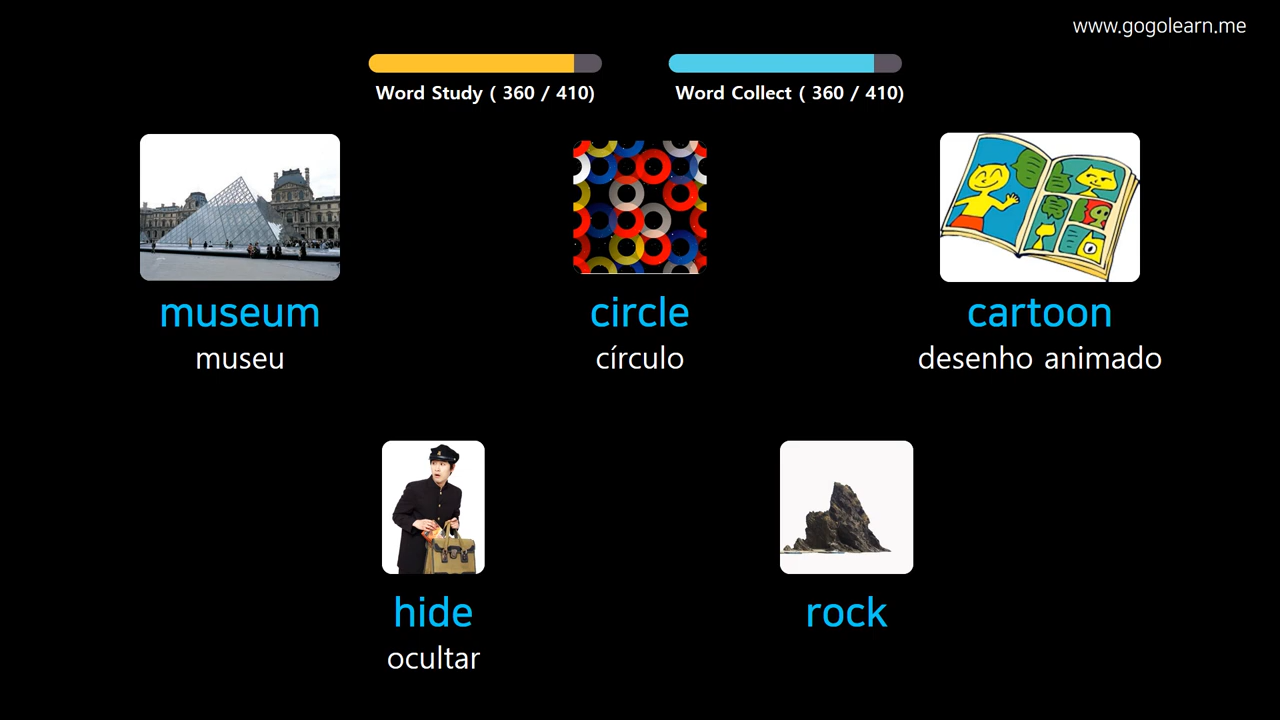 www.gogolearn.me
Word Study ( 360 / 410)
Word Collect ( 360 / 410)
museum
museu
circle
círculo
cartoon
desenho animado
hide
ocultar
rock